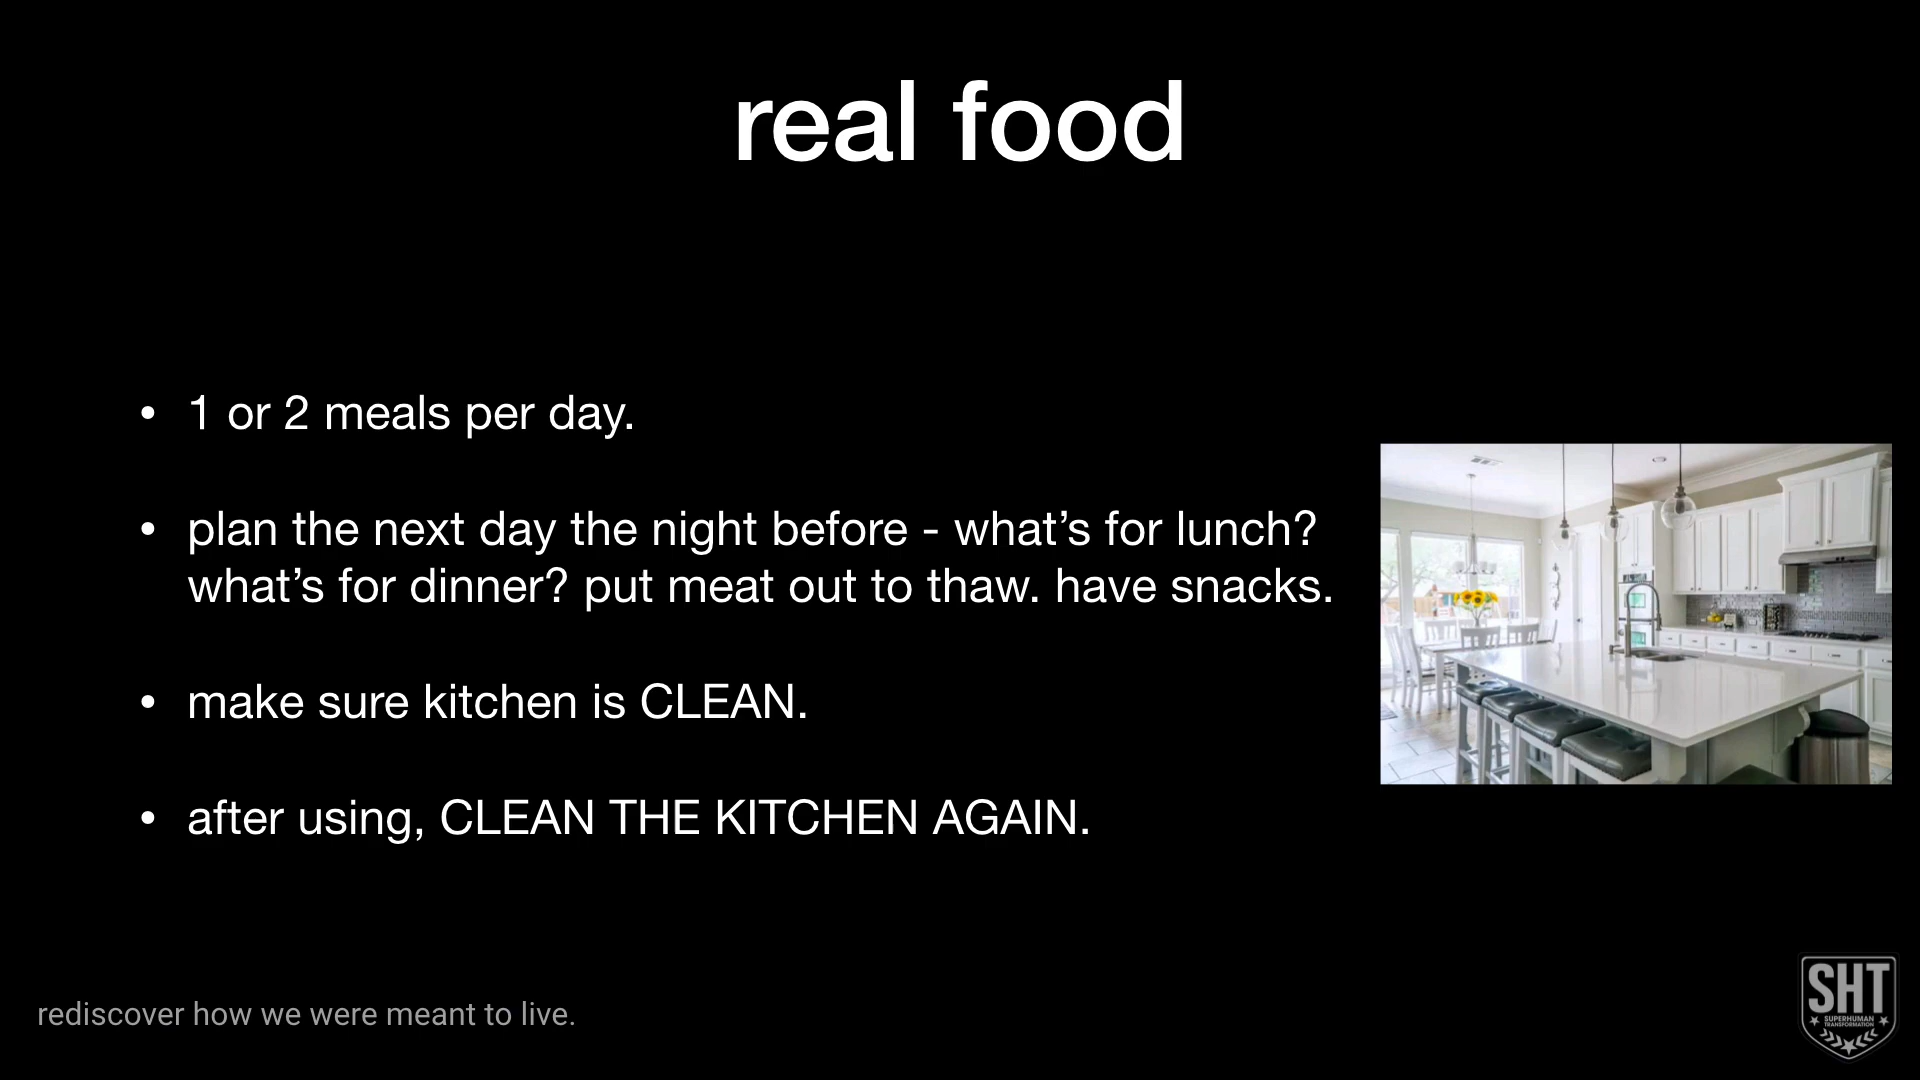 real food
• 1 or 2 meals per day.
• plan the next day the night before - what’s for lunch?
what’s for dinner? put meat out to thaw. have snacks.
• make sure kitchen is CLEAN.
• after using, CLEAN THE KITCHEN AGAIN.
rediscover how we were meant to live.
SHT
SUPERHUMAN
TRANSFORMATION